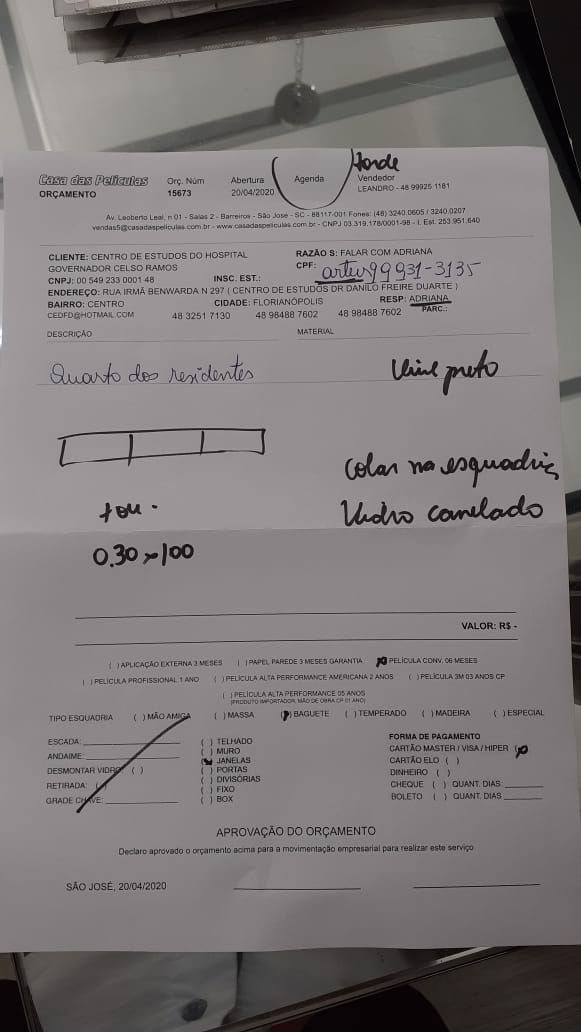 Tarde
Casa das Películas
ORÇAMENTO
Orç. Núm
15673
Abertura
20/04/2020
Agenda
Vendedor
LEANDRO - 48 99925 1181
Av. Leoberto Leal, n 01 - Salas 2 - Barreiros - São José - SC - 88117-001 Fones: (48) 3240.0605 / 3240.0207
vendas5@casadaspeliculas.com.br - www.casadaspeliculas.com.br - CNPJ 03.319.178/0001-98 - I. Est. 253.951.640
CLIENTE: CENTRO DE ESTUDOS DO HOSPITAL RAZÃO S: FALAR COM ADRIANA
GOVERNADOR CELSO RAMOS CPF: artur 99931-3135
CNPJ: 00 549 233 0001 48 INSC. EST.:
ENDEREÇO: RUA IRMÃ BENWARDA N 297 ( CENTRO DE ESTUDOS DR DANILO FREIRE DUARTE )
BAIRRO: CENTRO CIDADE: FLORIANÓPOLIS RESP: ADRIANA
CEDFD@HOTMAIL.COM 48 3251 7130 48 98488 7602 48 98488 7602 PARC.:
DESCRIÇÃO MATERIAL
Quarto dos residentes preto
colar na esquadria
Vidro canelado
0.30 x 100
VALOR: R$ -
( ) APLICAÇÃO EXTERNA 3 MESES ( ) PAPEL PAREDE 3 MESES GARANTIA PELÍCULA CONV. 06 MESES
( ) PELÍCULA PROFISSIONAL 1 ANO ( ) PELÍCULA ALTA PERFORMANCE AMERICANA 2 ANOS ( ) PELÍCULA 3M 03 ANOS CP
( ) PELÍCULA ALTA PERFORMANCE 05 ANOS
(PRODUTO IMPORTADOR, MÃO DE OBRA CP 01 ANO)
TIPO ESQUADRIA ( ) MÃO AMIGA ( ) MASSA ( ) BAGUETE ( ) TEMPERADO ( ) MADEIRA ( ) ESPECIAL
ESCADA:
ANDAIME:
DESMONTAR VIDRO: ( )
RETIRADA: ( )
GRADE CHAVE:
( ) TELHADO
( ) MURO
( ) JANELAS
( ) PORTAS
( ) DIVISÓRIAS
( ) FIXO
( ) BOX
FORMA DE PAGAMENTO
CARTÃO MASTER / VISA / HIPER ( )
CARTÃO ELO ( )
DINHEIRO ( )
CHEQUE ( ) QUANT. DIAS:
BOLETO ( ) QUANT. DIAS
APROVAÇÃO DO ORÇAMENTO
Declaro aprovado o orçamento acima para a movimentação empresarial para realizar este serviço
SÃO JOSÉ, 20/04/2020